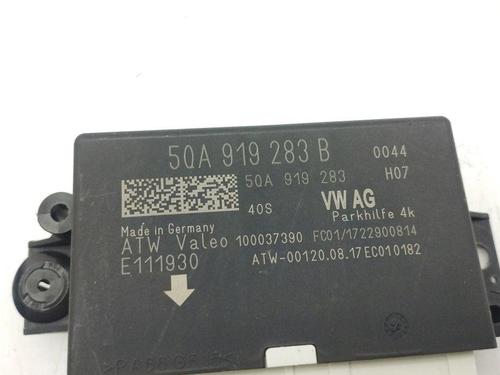 5QA 919 283 B 0044
5QA 919 283 H07
40S VW AG
Parkhilfe 4k
Made in Germany
ATW Valeo 100037390 FC01/1722900814
E111930 ATW-00120.08.17EC010182